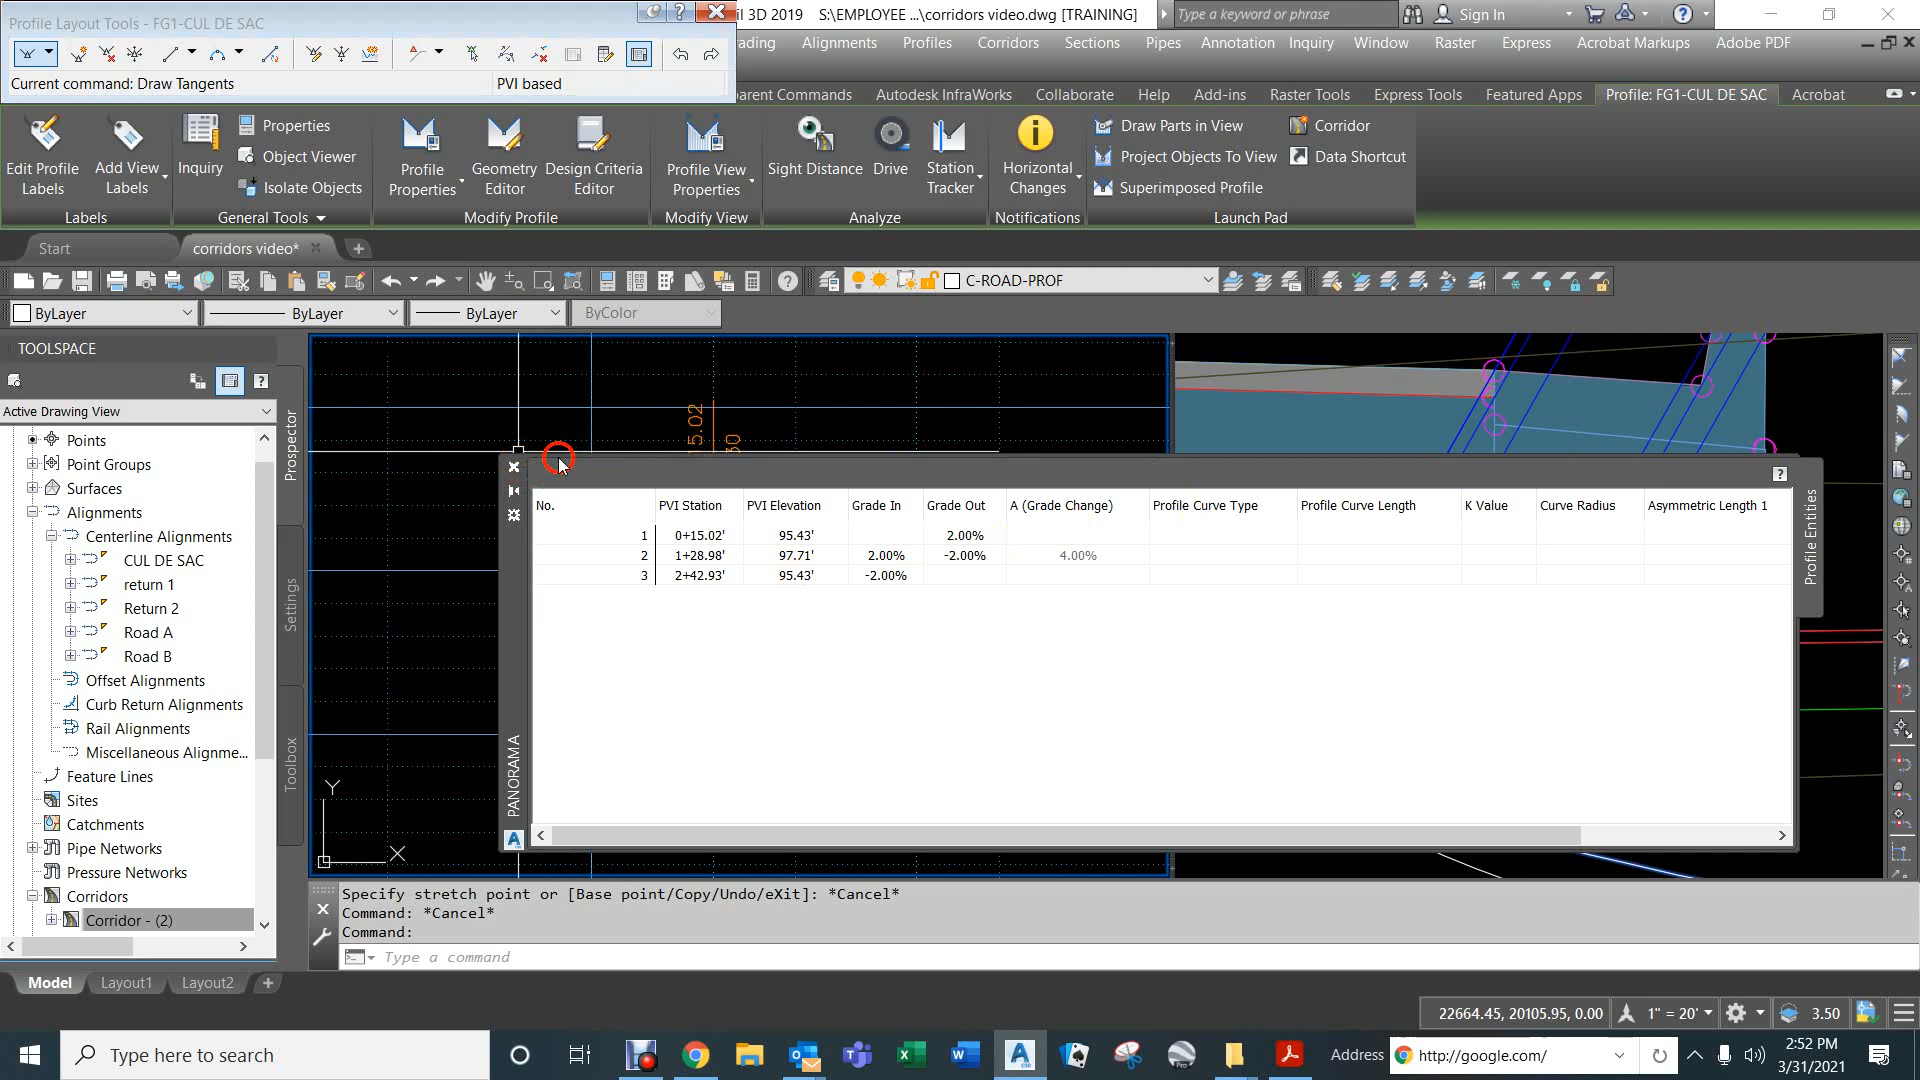 Profile Layout Tools - FG1-CUL DE SAC
il 3D 2019 S:\EMPLOYEE ...\corridors video.dwg [TRAINING]
Type a keyword or phrase
Sign In
Current command: Draw Tangents
PVI based
ading Alignments Profiles Corridors Sections Pipes Annotation Inquiry Window Raster Express Acrobat Markups Adobe PDF
parent Commands Autodesk InfraWorks Collaborate Help Add-ins Raster Tools Express Tools Featured Apps Profile: FG1-CUL DE SAC Acrobat
Edit Profile Labels
Add View Labels
Labels
Inquiry
Properties
Object Viewer
Isolate Objects
General Tools
Profile Properties
Geometry Editor
Design Criteria Editor
Modify Profile
Profile View Properties
Modify View
Sight Distance
Drive
Station Tracker
Analyze
Horizontal Changes
Notifications
Draw Parts in View
Project Objects To View
Superimposed Profile
Corridor
Data Shortcut
Launch Pad
Start
corridors video*
C-ROAD-PROF
ByLayer
ByLayer
ByLayer
ByColor
TOOLSPACE
Active Drawing View
Points
Point Groups
Surfaces
Alignments
Centerline Alignments
CUL DE SAC
return 1
Return 2
Road A
Road B
Offset Alignments
Curb Return Alignments
Rail Alignments
Miscellaneous Alignme...
Feature Lines
Sites
Catchments
Pipe Networks
Pressure Networks
Corridors
Corridor - (2)
Prospector
Settings
Toolbox
15.02
30
Y
X
PANORAMA
Profile Entities
No. PVI Station PVI Elevation Grade In Grade Out A (Grade Change) Profile Curve Type Profile Curve Length K Value Curve Radius Asymmetric Length 1
1 0+15.02' 95.43' 2.00%
2 1+28.98' 97.71' 2.00% -2.00% 4.00%
3 2+42.93' 95.43' -2.00%
Specify stretch point or [Base point/Copy/Undo/eXit]: *Cancel*
Command: *Cancel*
Command:
Type a command
Model Layout1 Layout2
22664.45, 20105.95, 0.00
1" = 20'
3.50
Type here to search
Address
http://google.com/
2:52 PM
3/31/2021